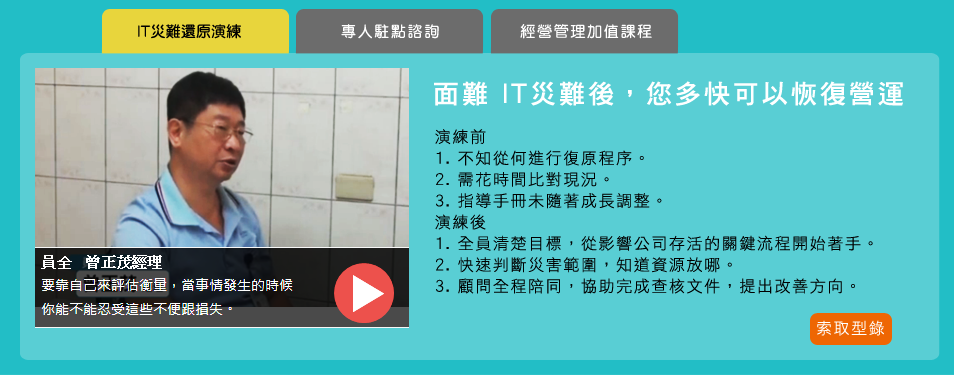 IT災難還原演練
專人駐點諮詢
經營管理加值課程
面難 IT災難後，您多快可以恢復營運
演練前
1. 不知從何進行復原程序。
2. 需花時間比對現況。
3. 指導手冊未隨著成長調整。
演練後
1. 全員清楚目標，從影響公司存活的關鍵流程開始著手。
2. 快速判斷災害範圍，知道資源放哪。
3. 顧問全程陪同，協助完成查核文件，提出改善方向。
員全 曾正茂經理
要靠自己來評估衡量，當事情發生的時候
你能不能忍受這些不便跟損失。
索取型錄